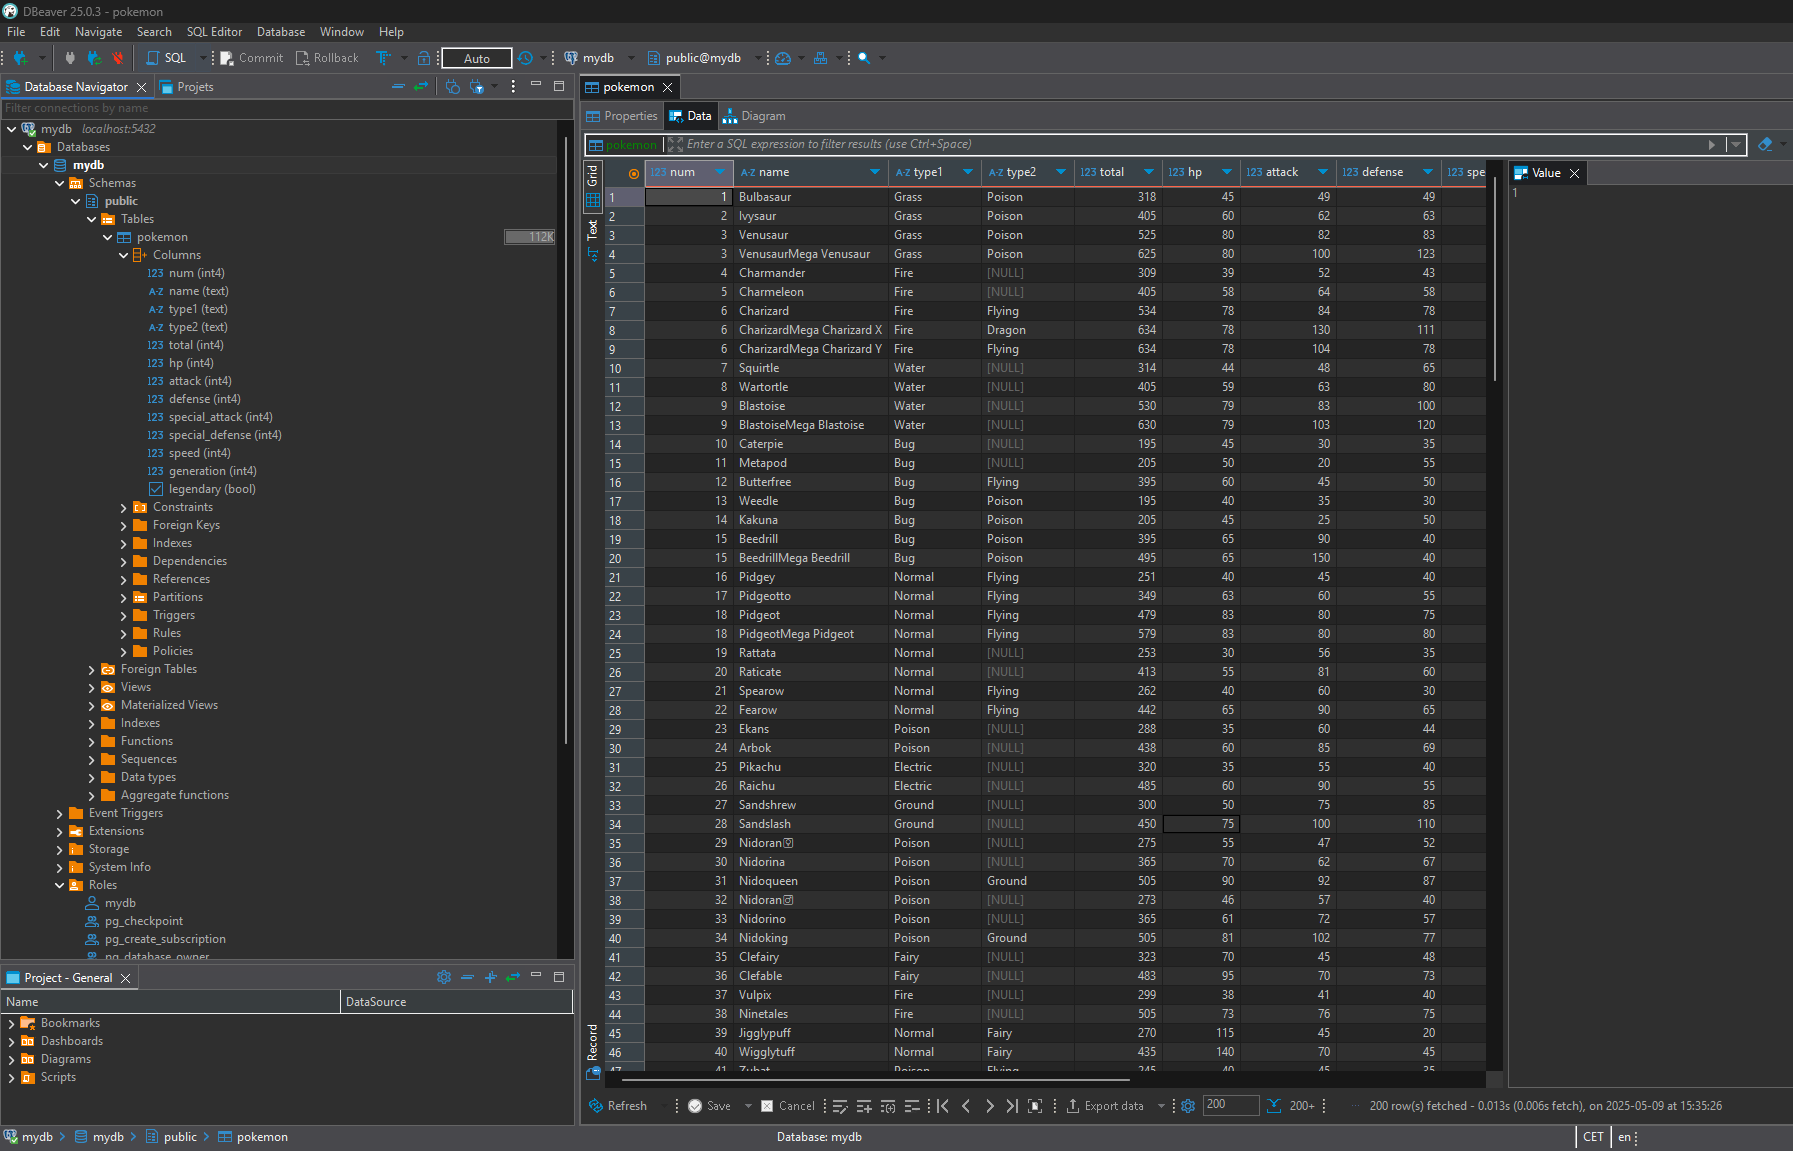 DBeaver 25.0.3 - pokemon
File Edit Navigate Search SQL Editor Database Window Help
SQL Commit Rollback Auto mydb public@mydb
Database Navigator Projets
Filter connections by name
mydb localhost:5432
Databases
mydb
Schemas
public
Tables
pokemon 112K
Columns
123 num (int4)
A-Z name (text)
A-Z type1 (text)
A-Z type2 (text)
123 total (int4)
123 hp (int4)
123 attack (int4)
123 defense (int4)
123 special_attack (int4)
123 special_defense (int4)
123 speed (int4)
123 generation (int4)
legendary (bool)
Constraints
Foreign Keys
Indexes
Dependencies
References
Partitions
Triggers
Rules
Policies
Foreign Tables
Views
Materialized Views
Indexes
Functions
Sequences
Data types
Aggregate functions
Event Triggers
Extensions
Storage
System Info
Roles
mydb
pg_checkpoint
pg_create_subscription
pg_database_owner
Project - General
Name DataSource
Bookmarks
Dashboards
Diagrams
Scripts
pokemon
Properties Data Diagram
pokemon Enter a SQL expression to filter results (use Ctrl+Space)
Grid
Text
Record
123 num A-Z name A-Z type1 A-Z type2 123 total 123 hp 123 attack 123 defense 123 spe
1 1 Bulbasaur Grass Poison 318 45 49 49
2 2 Ivysaur Grass Poison 405 60 62 63
3 3 Venusaur Grass Poison 525 80 82 83
4 3 VenusaurMega Venusaur Grass Poison 625 80 100 123
5 4 Charmander Fire [NULL] 309 39 52 43
6 5 Charmeleon Fire [NULL] 405 58 64 58
7 6 Charizard Fire Flying 534 78 84 78
8 6 CharizardMega Charizard X Fire Dragon 634 78 130 111
9 6 CharizardMega Charizard Y Fire Flying 634 78 104 78
10 7 Squirtle Water [NULL] 314 44 48 65
11 8 Wartortle Water [NULL] 405 59 63 80
12 9 Blastoise Water [NULL] 530 79 83 100
13 9 BlastoiseMega Blastoise Water [NULL] 630 79 103 120
14 10 Caterpie Bug [NULL] 195 45 30 35
15 11 Metapod Bug [NULL] 205 50 20 55
16 12 Butterfree Bug Flying 395 60 45 50
17 13 Weedle Bug Poison 195 40 35 30
18 14 Kakuna Bug Poison 205 45 25 50
19 15 Beedrill Bug Poison 395 65 90 40
20 15 BeedrillMega Beedrill Bug Poison 495 65 150 40
21 16 Pidgey Normal Flying 251 40 45 40
22 17 Pidgeotto Normal Flying 349 63 60 55
23 18 Pidgeot Normal Flying 479 83 80 75
24 18 PidgeotMega Pidgeot Normal Flying 579 83 80 80
25 19 Rattata Normal [NULL] 253 30 56 35
26 20 Raticate Normal [NULL] 413 55 81 60
27 21 Spearow Normal Flying 262 40 60 30
28 22 Fearow Normal Flying 442 65 90 65
29 23 Ekans Poison [NULL] 288 35 60 44
30 24 Arbok Poison [NULL] 438 60 85 69
31 25 Pikachu Electric [NULL] 320 35 55 40
32 26 Raichu Electric [NULL] 485 60 90 55
33 27 Sandshrew Ground [NULL] 300 50 75 85
34 28 Sandslash Ground [NULL] 450 75 100 110
35 29 Nidoran♀ Poison [NULL] 275 55 47 52
36 30 Nidorina Poison [NULL] 365 70 62 67
37 31 Nidoqueen Poison Ground 505 90 92 87
38 32 Nidoran♂ Poison [NULL] 273 46 57 40
39 33 Nidorino Poison [NULL] 365 61 72 57
40 34 Nidoking Poison Ground 505 81 102 77
41 35 Clefairy Fairy [NULL] 323 70 45 48
42 36 Clefable Fairy [NULL] 483 95 70 73
43 37 Vulpix Fire [NULL] 299 38 41 40
44 38 Ninetales Fire [NULL] 505 73 76 75
45 39 Jigglypuff Normal Fairy 270 115 45 20
46 40 Wigglytuff Normal Fairy 435 140 70 45
47 41 Zubat Poison Flying 245 40 45 35
Value
1
Refresh Save Cancel Export data 200 200+ 200 row(s) fetched - 0.013s (0.006s fetch), on 2025-05-09 at 15:35:26
mydb mydb public pokemon Database: mydb CET en